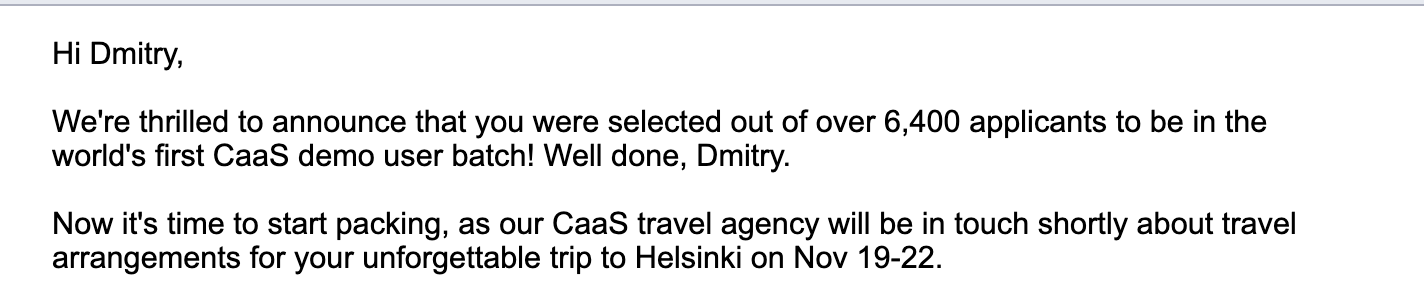 Hi Dmitry,
We're thrilled to announce that you were selected out of over 6,400 applicants to be in the
world's first CaaS demo user batch! Well done, Dmitry.
Now it's time to start packing, as our CaaS travel agency will be in touch shortly about travel
arrangements for your unforgettable trip to Helsinki on Nov 19-22.